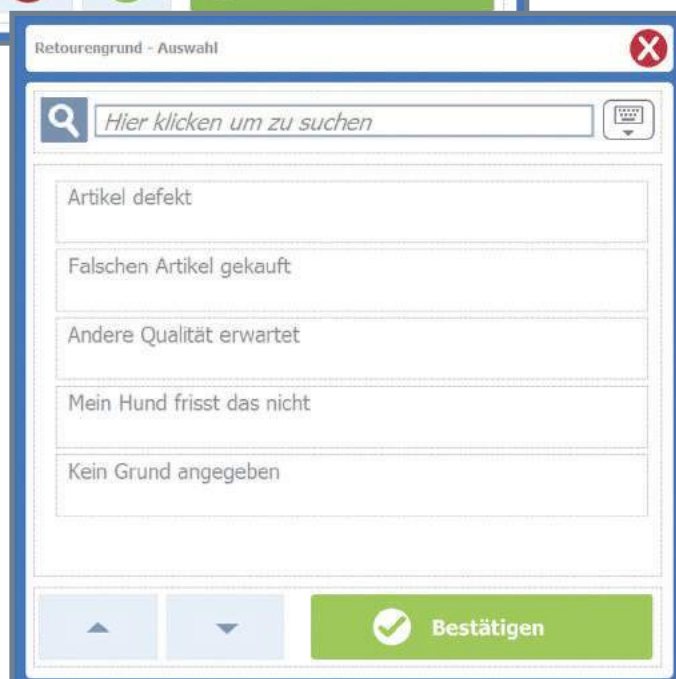 Retourengrund - Auswahl
Hier klicken um zu suchen
Artikel defekt
Falschen Artikel gekauft
Andere Qualität erwartet
Mein Hund frisst das nicht
Kein Grund angegeben
Bestätigen